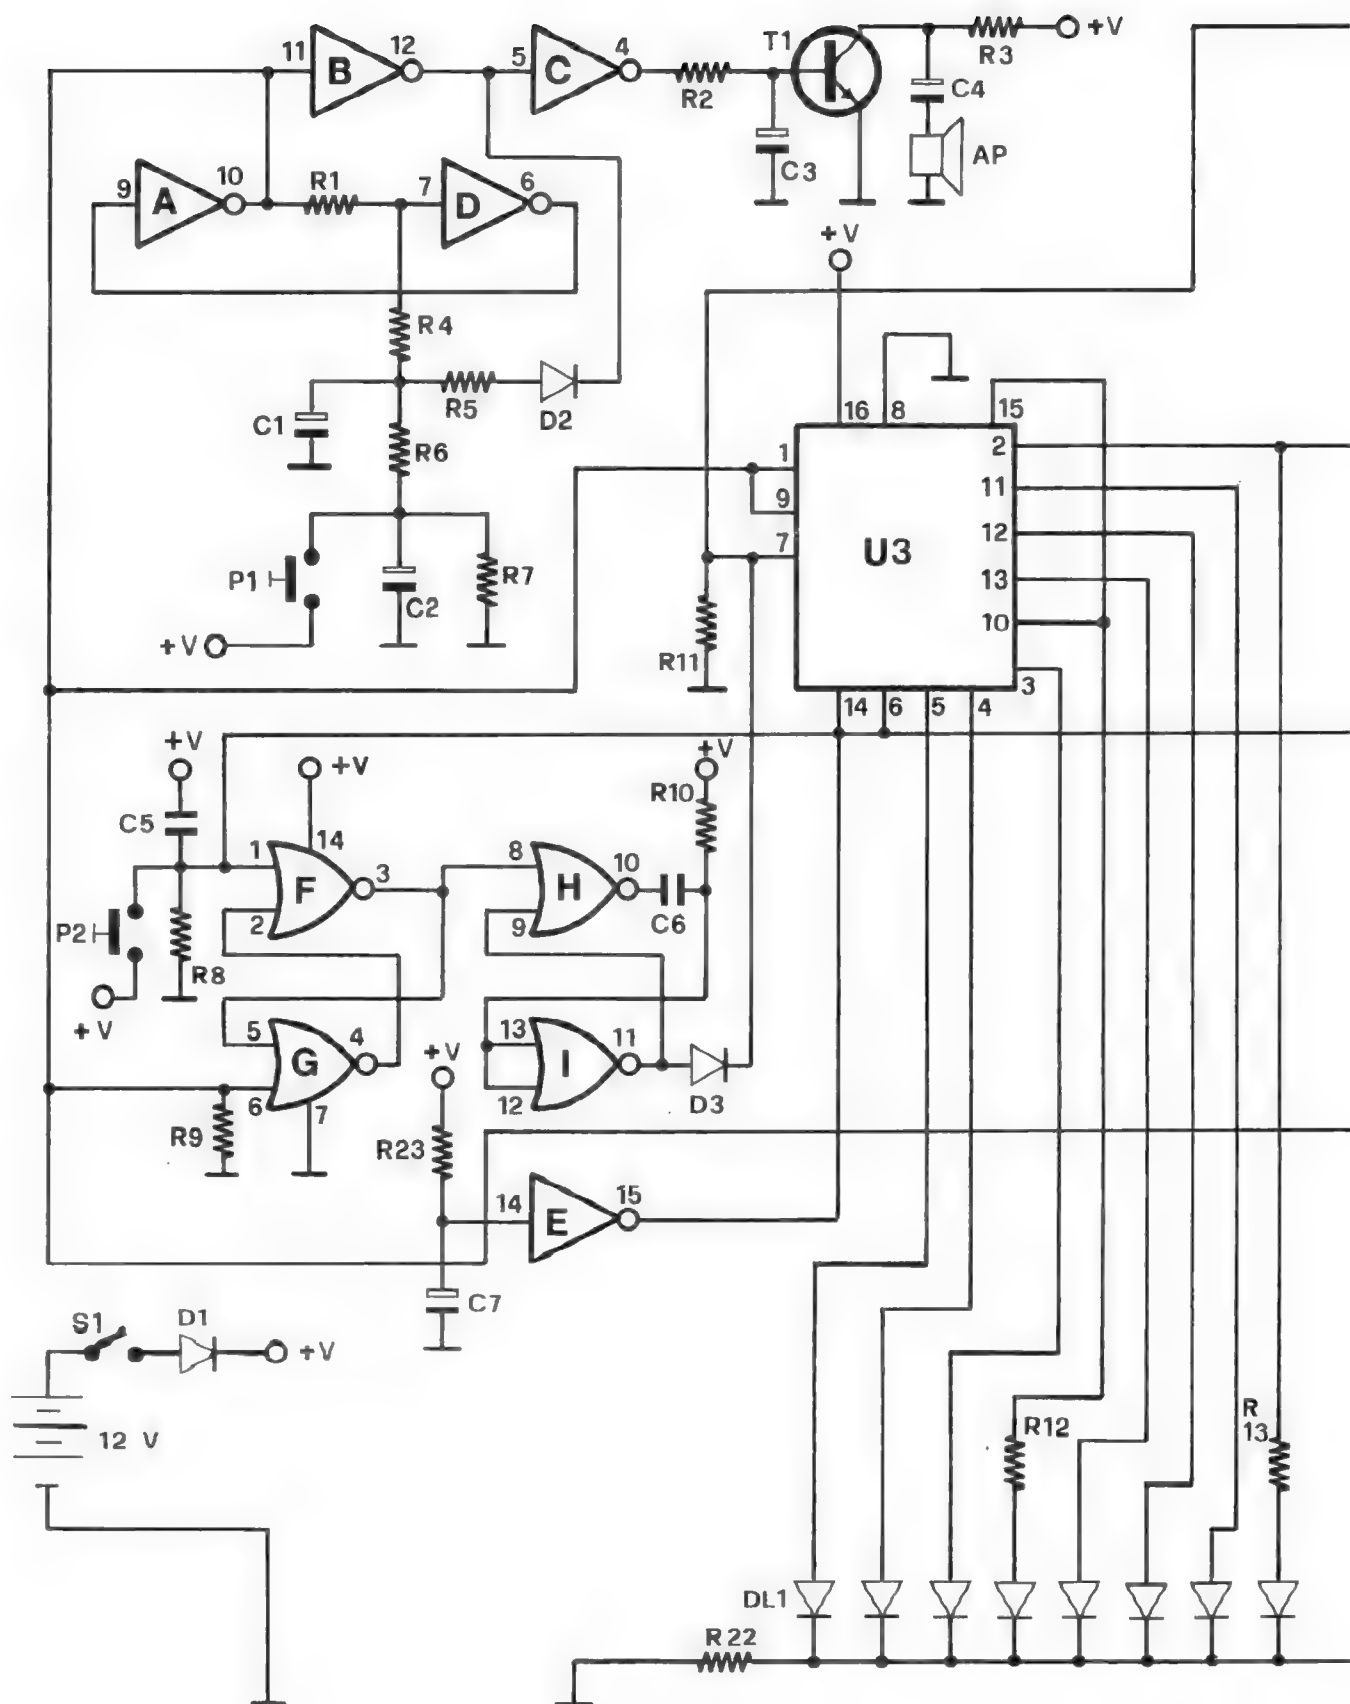 +V
T1
R3
11
B
12
5
C
4
R2
C4
C3
AP
9
A
10
R1
7
D
6
+V
R4
R5
D2
C1
R6
16
8
15
1
2
9
11
7
U3
12
13
10
3
P1
C2
R7
+V
R11
14
6
5
4
+V
+V
+V
R10
C5
1
14
F
3
8
H
10
2
9
C6
P2
R8
+V
5
G
4
13
I
11
+V
6
7
12
D3
R9
R23
14
E
15
C7
S1
D1
+V
12 V
R12
R
13
DL1
R22